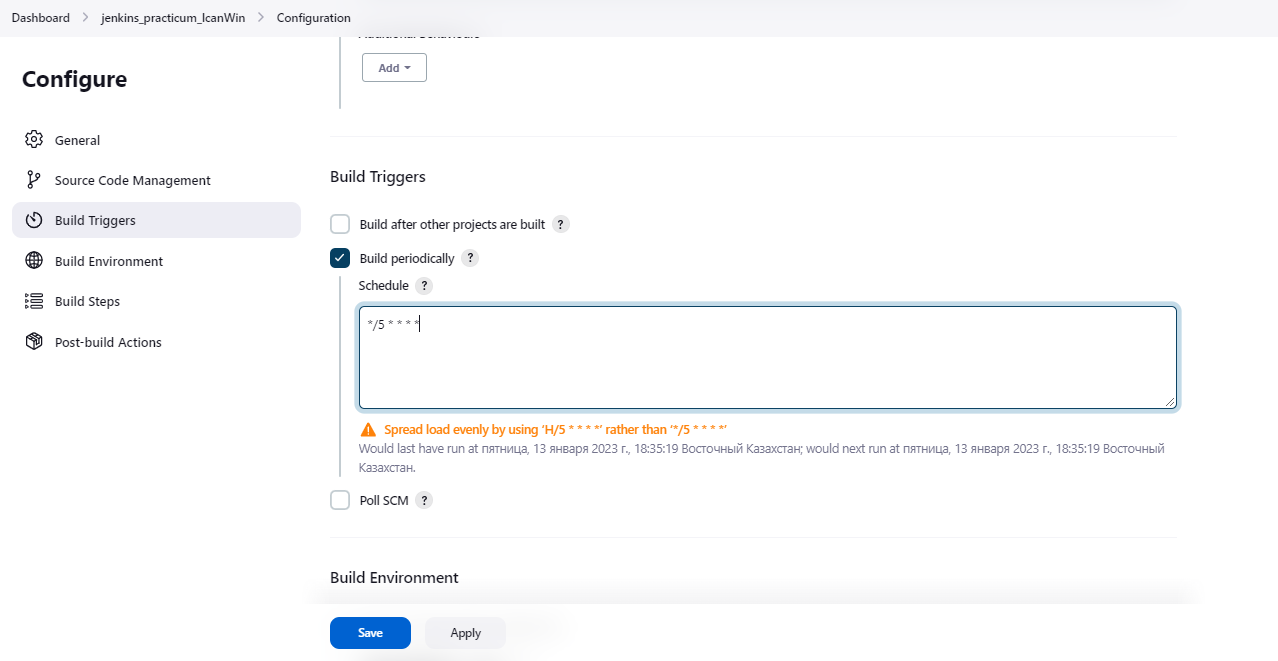 Dashboard > jenkins_practicum_IcanWin > Configuration
Additional Behaviours
Configure
Add
General
Source Code Management
Build Triggers
Build Environment
Build Steps
Post-build Actions
Build Triggers
Build after other projects are built ?
Build periodically ?
Schedule ?
*/5 * * * *
Spread load evenly by using ‘H/5 * * * *’ rather than ‘*/5 * * * *’
Would last have run at пятница, 13 января 2023 г., 18:35:19 Восточный Казахстан; would next run at пятница, 13 января 2023 г., 18:35:19 Восточный
Казахстан.
Poll SCM ?
Build Environment
Save
Apply